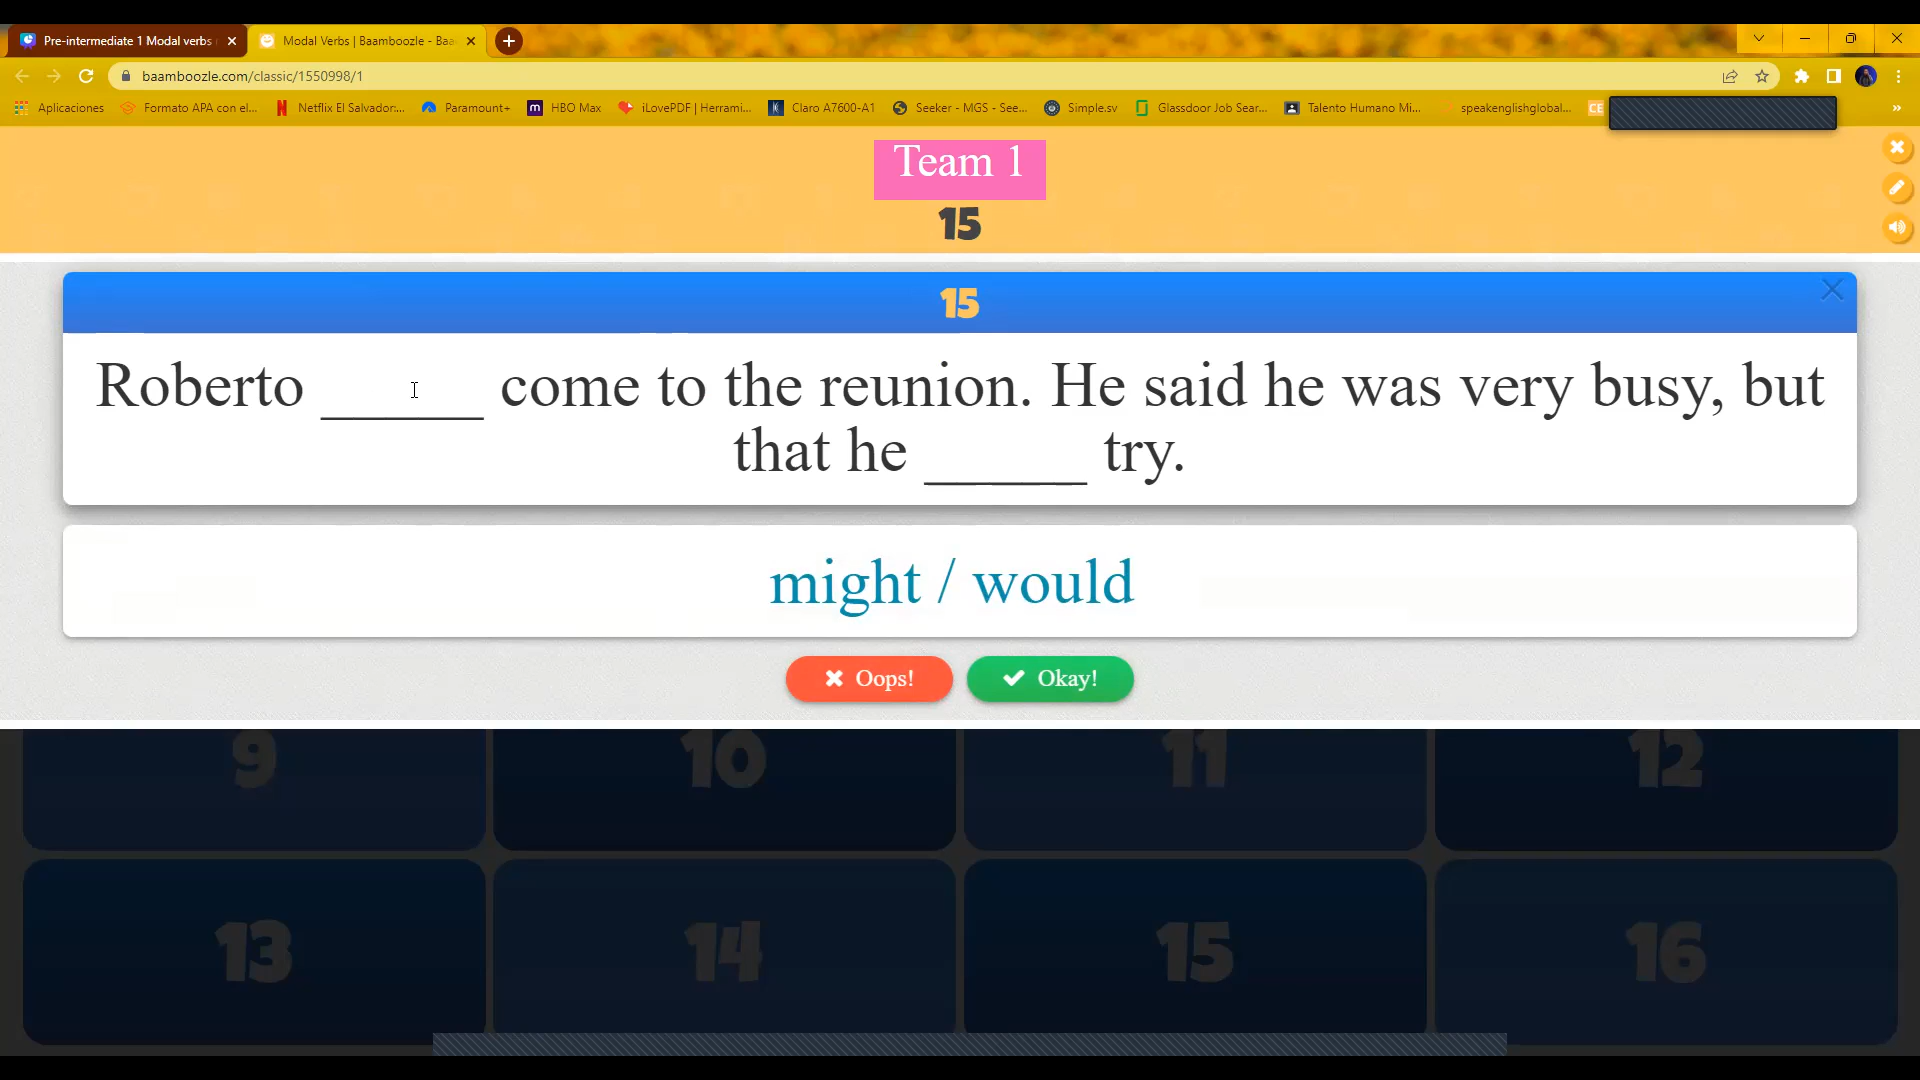 Pre-intermediate 1 Modal verbs
Modal Verbs | Baamboozle - Baa
baamboozle.com/classic/1550998/1
Aplicaciones
Formato APA con el...
Netflix El Salvador:...
Paramount+
HBO Max
iLovePDF | Herrami...
Claro A7600-A1
Seeker - MGS - See...
Simple.sv
Glassdoor Job Sear...
Talento Humano Mi...
speakenglishglobal...
CE
»
Team 1
15
15
Roberto ______ come to the reunion. He said he was very busy, but
that he ______ try.
might / would
Oops!
Okay!
9
10
11
12
13
14
15
16